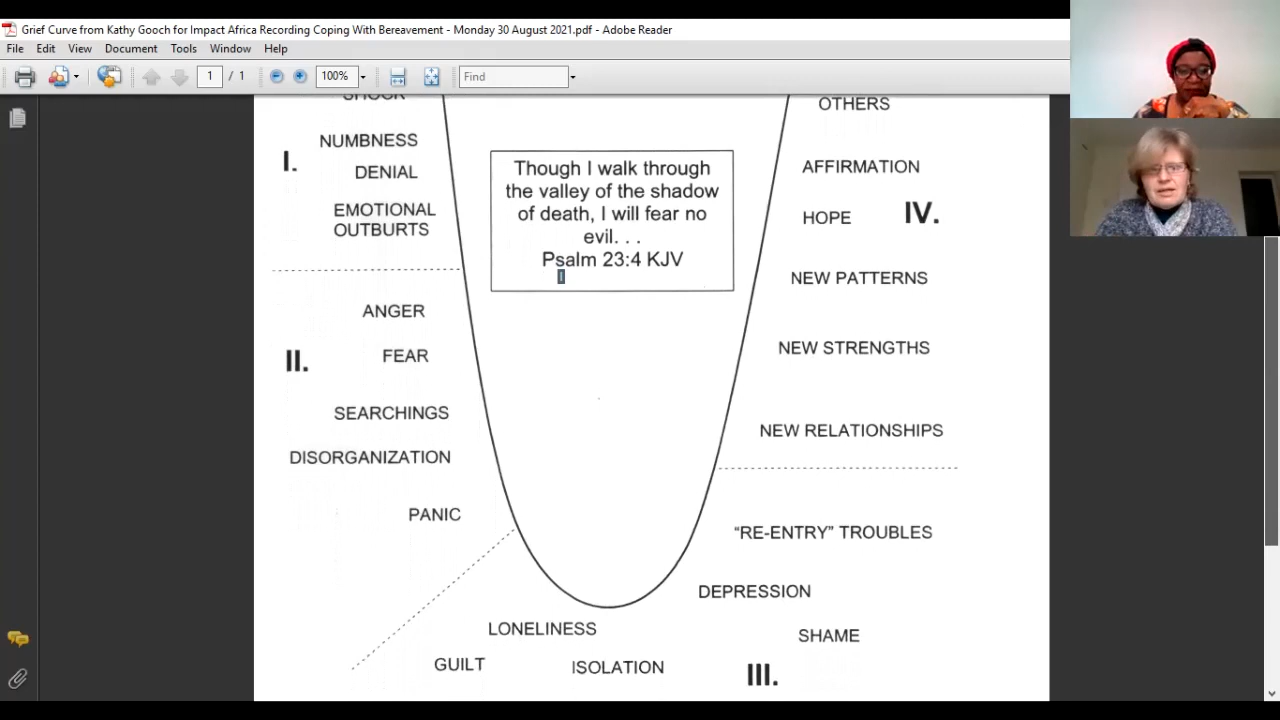 Grief Curve from Kathy Gooch for Impact Africa Recording Coping With Bereavement - Monday 30 August 2021.pdf - Adobe Reader
File Edit View Document Tools Window Help
1 / 1 100% Find
SHOCK
NUMBNESS
I.
DENIAL
EMOTIONAL
OUTBURTS
ANGER
II.
FEAR
SEARCHINGS
DISORGANIZATION
PANIC
Though I walk through
the valley of the shadow
of death, I will fear no
evil. . .
Psalm 23:4 KJV
LONELINESS
GUILT
ISOLATION
III.
SHAME
DEPRESSION
"RE-ENTRY" TROUBLES
NEW RELATIONSHIPS
NEW STRENGTHS
NEW PATTERNS
HOPE
IV.
AFFIRMATION
OTHERS